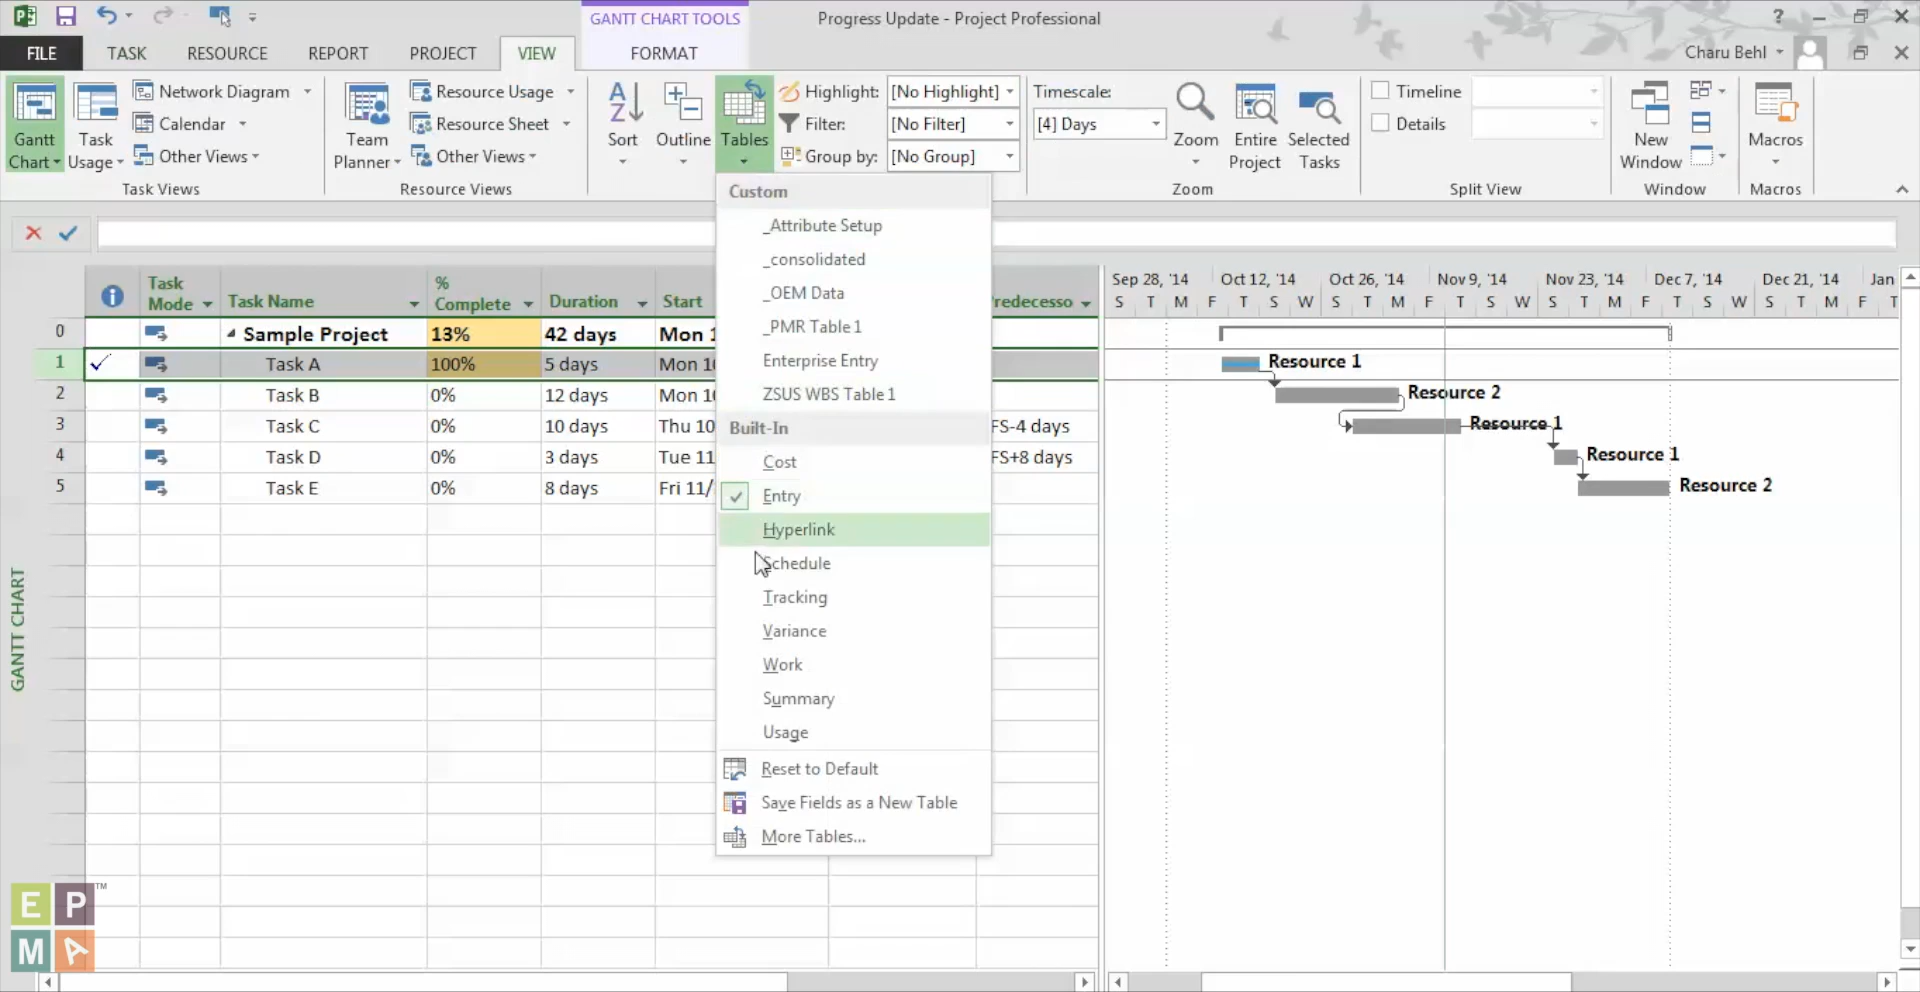 GANTT CHART TOOLS
Progress Update - Project Professional
?
FILE
TASK
RESOURCE
REPORT
PROJECT
VIEW
FORMAT
Charu Behl
Gantt Chart
Task Usage
Network Diagram
Calendar
Other Views
Task Views
Team Planner
Resource Usage
Resource Sheet
Other Views
Resource Views
Sort
Outline
Tables
Highlight: [No Highlight]
Filter: [No Filter]
Group by: [No Group]
Timescale:
[4] Days
Zoom
Entire Project
Selected Tasks
Zoom
Timeline
Details
Split View
New Window
Window
Macros
Macros
Custom
_Attribute Setup
_consolidated
_OEM Data
_PMR Table1
Enterprise Entry
ZSUS WBS Table1
Built-In
Cost
Entry
Hyperlink
Schedule
Tracking
Variance
Work
Summary
Usage
Reset to Default
Save Fields as a New Table
More Tables...
Task Mode
Task Name
% Complete
Duration
Start
redecesso
0 Sample Project 13% 42 days Mon 1
1 Task A 100% 5 days Mon 10
2 Task B 0% 12 days Mon 10
3 Task C 0% 10 days Thu 10 FS-4 days
4 Task D 0% 3 days Tue 11 FS+8 days
5 Task E 0% 8 days Fri 11/
Sep 28, '14 Oct 12, '14 Oct 26, '14 Nov 9, '14 Nov 23, '14 Dec 7, '14 Dec 21, '14 Jan
S T M F T S W S T M F T S W S T M F T S W S T M F T
Resource 1
Resource 2
Resource 1
Resource 1
Resource 2
GANTT CHART
E P ™
M A